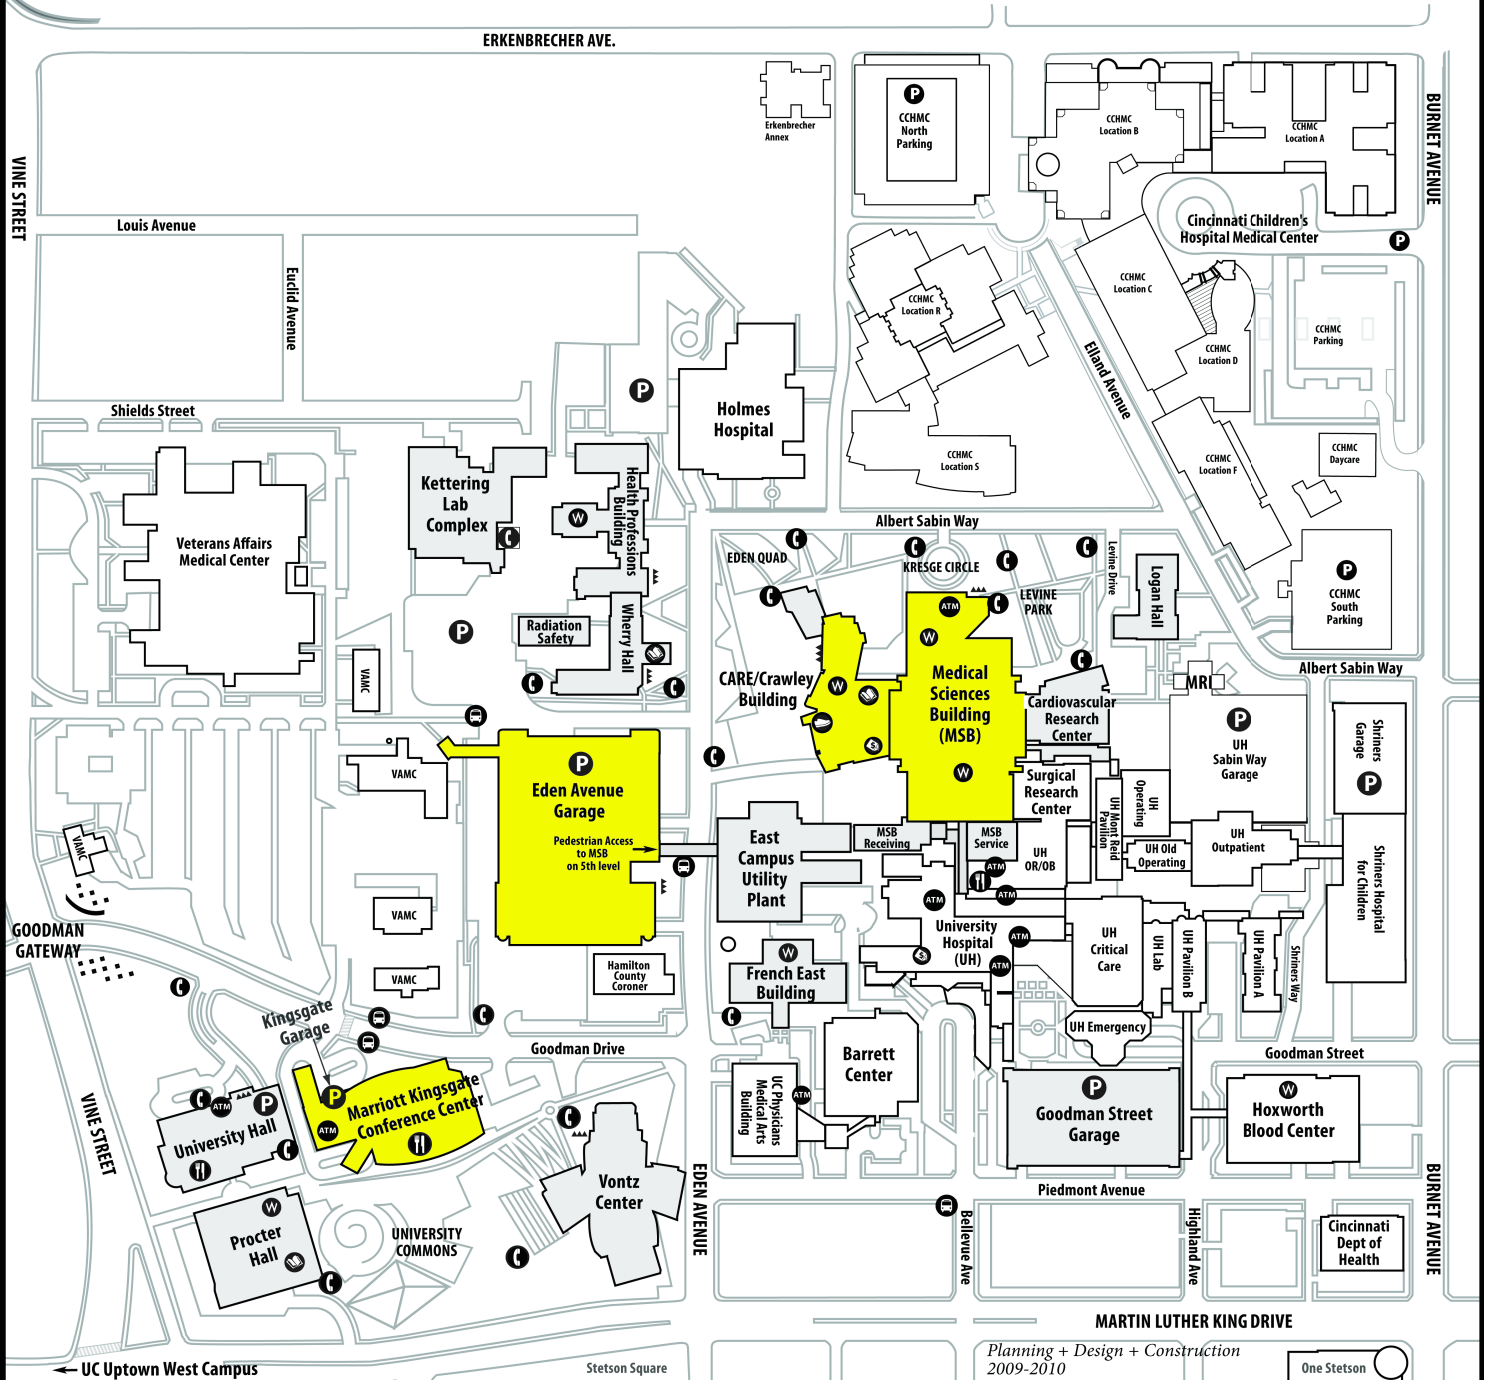 ERKENBRECHER AVE.
P
CCHMC
North
Parking
Erkenbrecher
Annex
CCHMC
Location B
CCHMC
Location A
BURNET AVENUE
VINE STREET
Louis Avenue
Euclid Avenue
Cincinnati Children's
Hospital Medical Center
P
CCHMC
Location R
CCHMC
Location C
CCHMC
Location D
CCHMC
Parking
Elland Avenue
Shields Street
P
Holmes
Hospital
CCHMC
Location S
CCHMC
Location F
CCHMC
Daycare
Veterans Affairs
Medical Center
Kettering
Lab
Complex
Health Professions
Building
W
Albert Sabin Way
EDEN QUAD
KRESGE CIRCLE
LEVINE
PARK
Levine Drive
Logan Hall
P
CCHMC
South
Parking
Albert Sabin Way
P
Radiation
Safety
Wherry Hall
VAMC
ATM
W
CARE/Crawley
Building
W
Medical
Sciences
Building
(MSB)
W
$
Cardiovascular
Research
Center
MRI
P
UH
Sabin Way
Garage
Shriners
Garage
P
VAMC
P
Eden Avenue
Garage
Pedestrian Access
to MSB
on 5th level
Surgical
Research
Center
UH Mont Reid
Pavilion
UH
Operating
VAMC
East
Campus
Utility
Plant
MSB
Receiving
MSB
Service
UH
OR/OB
UH Old
Operating
UH
Outpatient
Shriners Hospital
for Children
ATM
ATM
ATM
ATM
ATM
VAMC
GOODMAN
GATEWAY
University
Hospital
(UH)
$
UH
Critical
Care
UH Lab
UH Pavilion B
UH Pavilion A
Shriners Way
VAMC
Hamilton
County
Coroner
W
French East
Building
UH Emergency
Kingsgate
Garage
Goodman Drive
Goodman Street
Barrett
Center
UC Physicians
Medical Arts
Building
ATM
P
Goodman Street
Garage
W
Hoxworth
Blood Center
P
Marriott Kingsgate
Conference Center
ATM
ATM
P
University Hall
VINE STREET
Vontz
Center
EDEN AVENUE
Piedmont Avenue
BURNET AVENUE
W
Procter
Hall
UNIVERSITY
COMMONS
Bellevue Ave
Highland Ave
Cincinnati
Dept of
Health
MARTIN LUTHER KING DRIVE
Planning + Design + Construction
2009-2010
UC Uptown West Campus
Stetson Square
One Stetson